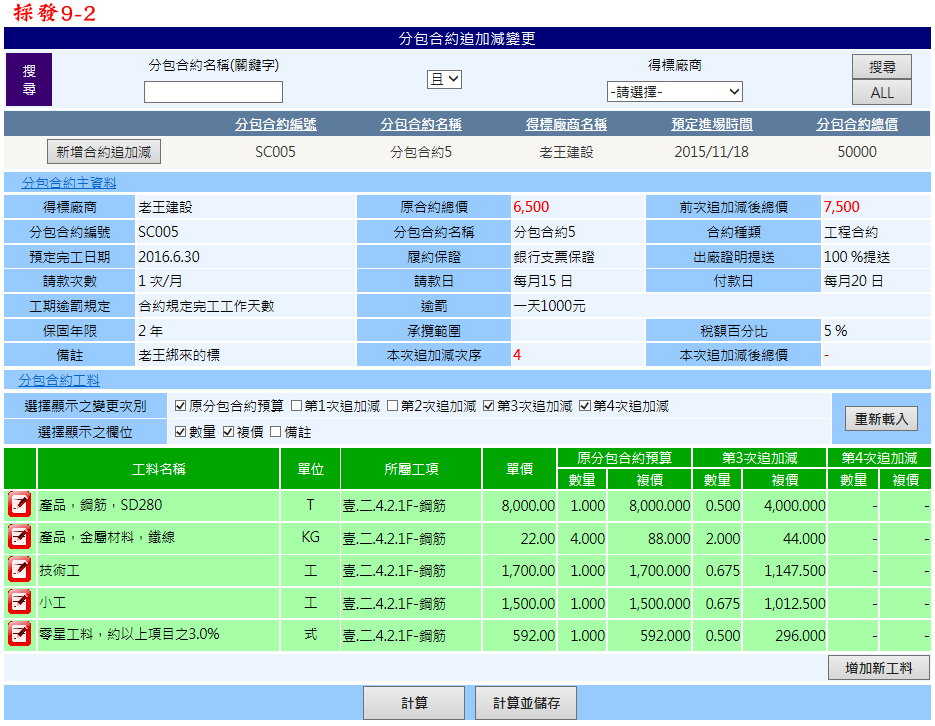 採發9-2
分包合約追加減變更
搜尋 分包合約名稱(關鍵字) 且 得標廠商 -請選擇- 搜尋 ALL
分包合約編號 分包合約名稱 得標廠商名稱 預定進場時間 分包合約總價
新增合約追加減 SC005 分包合約5 老王建設 2015/11/18 50000
分包合約主資料
得標廠商 老王建設 原合約總價 6,500 前次追加減後總價 7,500
分包合約編號 SC005 分包合約名稱 分包合約5 合約種類 工程合約
預定完工日期 2016.6.30 履約保證 銀行支票保證 出廠證明提送 100 %提送
請款次數 1 次/月 請款日 每月15 日 付款日 每月20 日
工期逾罰規定 合約規定完工工作天數 逾罰 一天1000元
保固年限 2 年 承攬範圍 稅額百分比 5 %
備註 老王綁來的標 本次追加減次序 4 本次追加減後總價 -
分包合約工料
選擇顯示之變更次別 原分包合約預算 第1次追加減 第2次追加減 第3次追加減 第4次追加減
選擇顯示之欄位 數量 複價 備註 重新載入
工料名稱 單位 所屬工項 單價 原分包合約預算 第3次追加減 第4次追加減
數量 複價 數量 複價 數量 複價
產品，鋼筋，SD280 T 壹.二.4.2.1F-鋼筋 8,000.00 1.000 8,000.000 0.500 4,000.000 - -
產品，金屬材料，鐵線 KG 壹.二.4.2.1F-鋼筋 22.00 4.000 88.000 2.000 44.000 - -
技術工 工 壹.二.4.2.1F-鋼筋 1,700.00 1.000 1,700.000 0.675 1,147.500 - -
小工 工 壹.二.4.2.1F-鋼筋 1,500.00 1.000 1,500.000 0.675 1,012.500 - -
零星工料，約以上項目之3.0% 式 壹.二.4.2.1F-鋼筋 592.00 1.000 592.000 0.500 296.000 - -
增加新工料
計算 計算並儲存